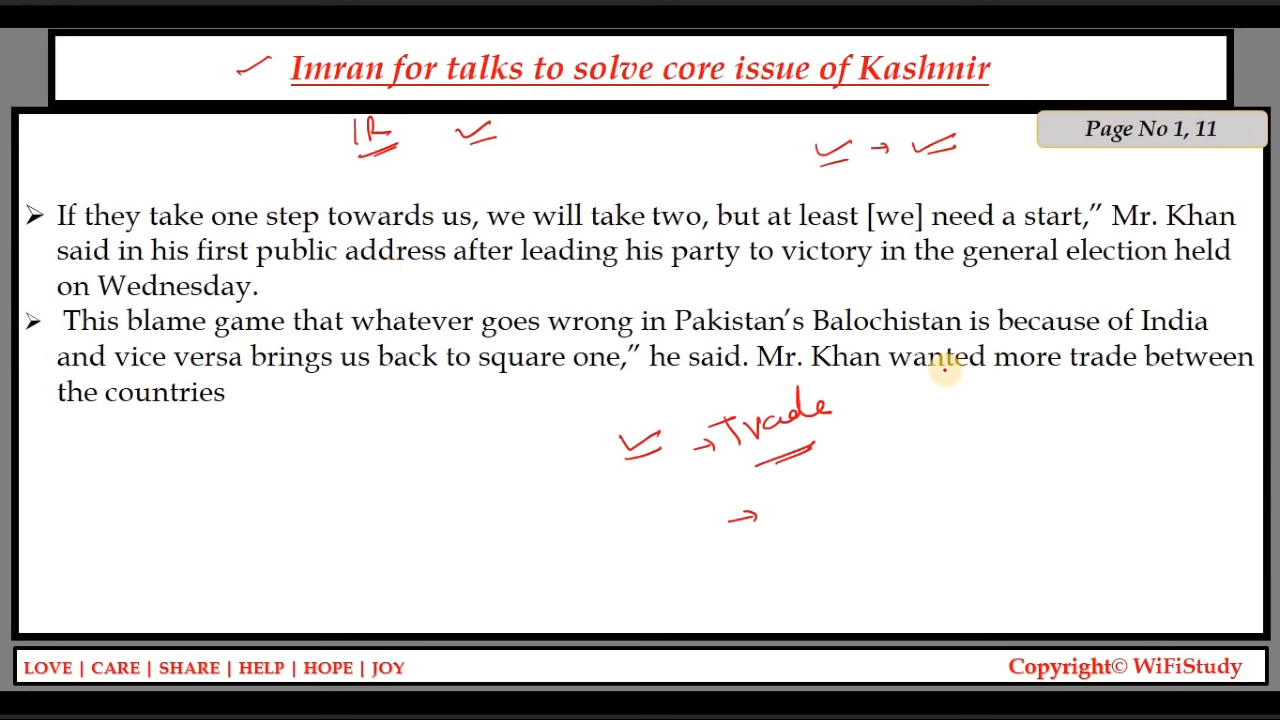 Imran for talks to solve core issue of Kashmir
IR
Page No 1, 11
If they take one step towards us, we will take two, but at least [we] need a start,” Mr. Khan
said in his first public address after leading his party to victory in the general election held
on Wednesday.
This blame game that whatever goes wrong in Pakistan’s Balochistan is because of India
and vice versa brings us back to square one,” he said. Mr. Khan wanted more trade between
the countries
Trade
LOVE | CARE | SHARE | HELP | HOPE | JOY
Copyright© WiFiStudy